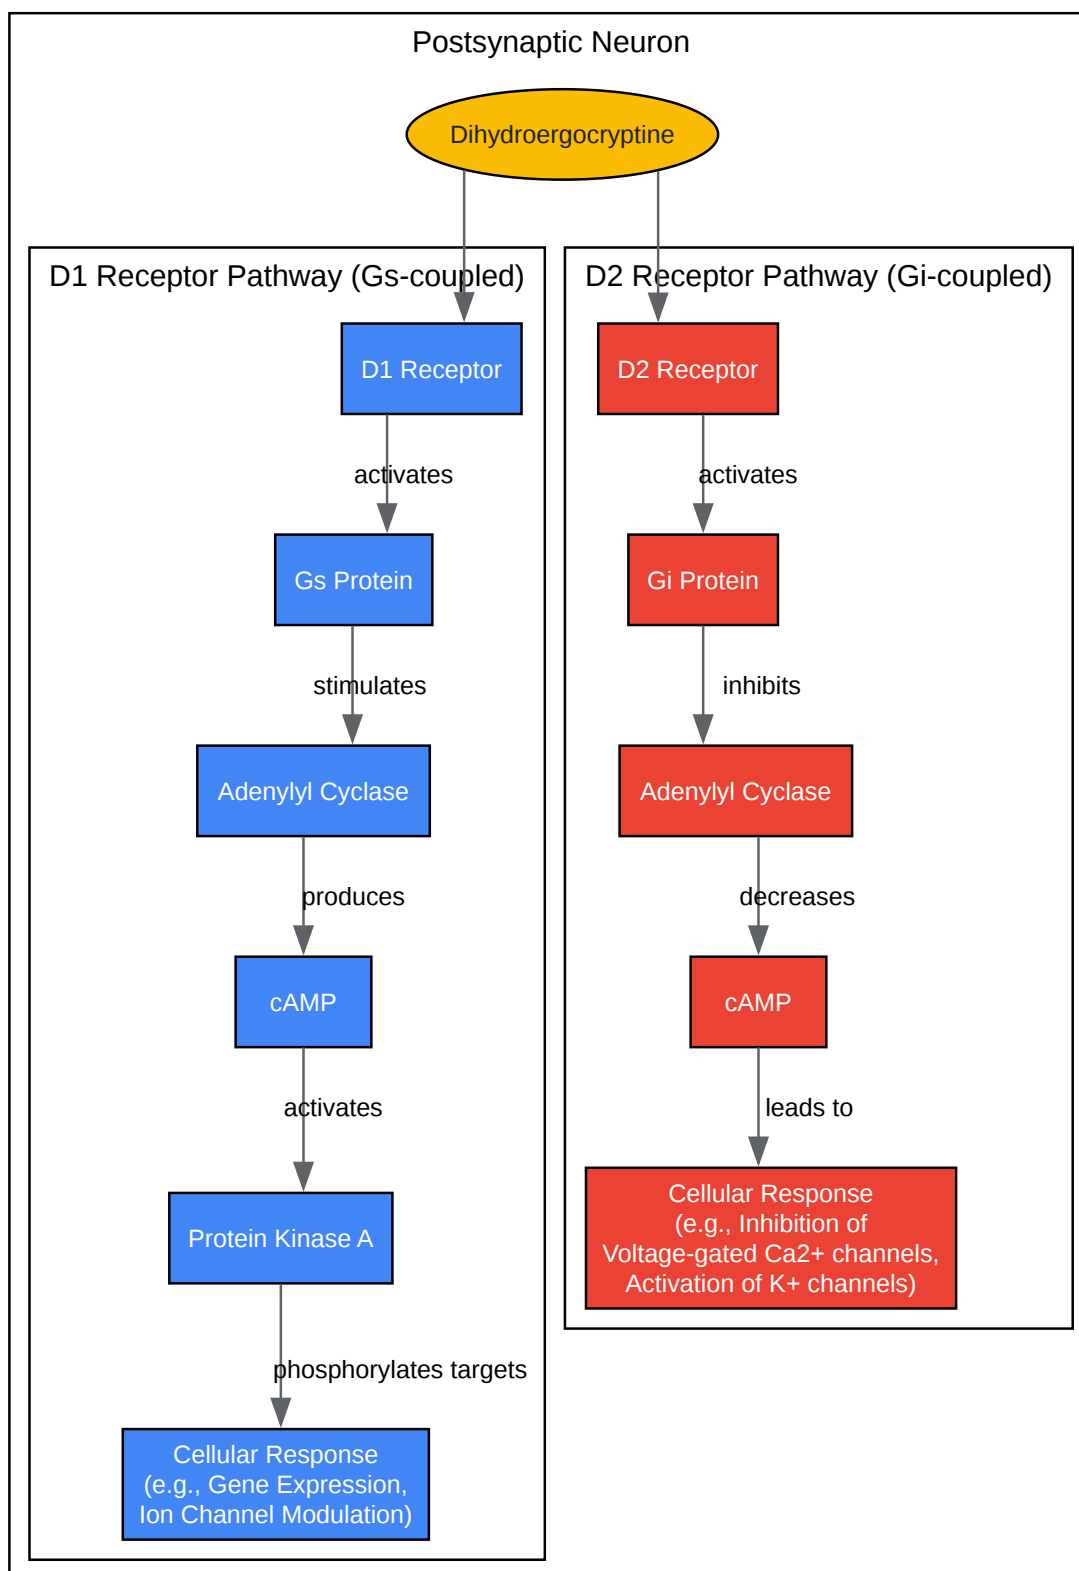 Postsynaptic Neuron
Dihydroergocryptine
D1 Receptor Pathway (Gs-coupled)
D1 Receptor
activates
Gs Protein
stimulates
Adenylyl Cyclase
produces
cAMP
activates
Protein Kinase A
phosphorylates targets
Cellular Response
(e.g., Gene Expression,
Ion Channel Modulation)
D2 Receptor Pathway (Gi-coupled)
D2 Receptor
activates
Gi Protein
inhibits
Adenylyl Cyclase
decreases
cAMP
leads to
Cellular Response
(e.g., Inhibition of
Voltage-gated Ca2+ channels,
Activation of K+ channels)